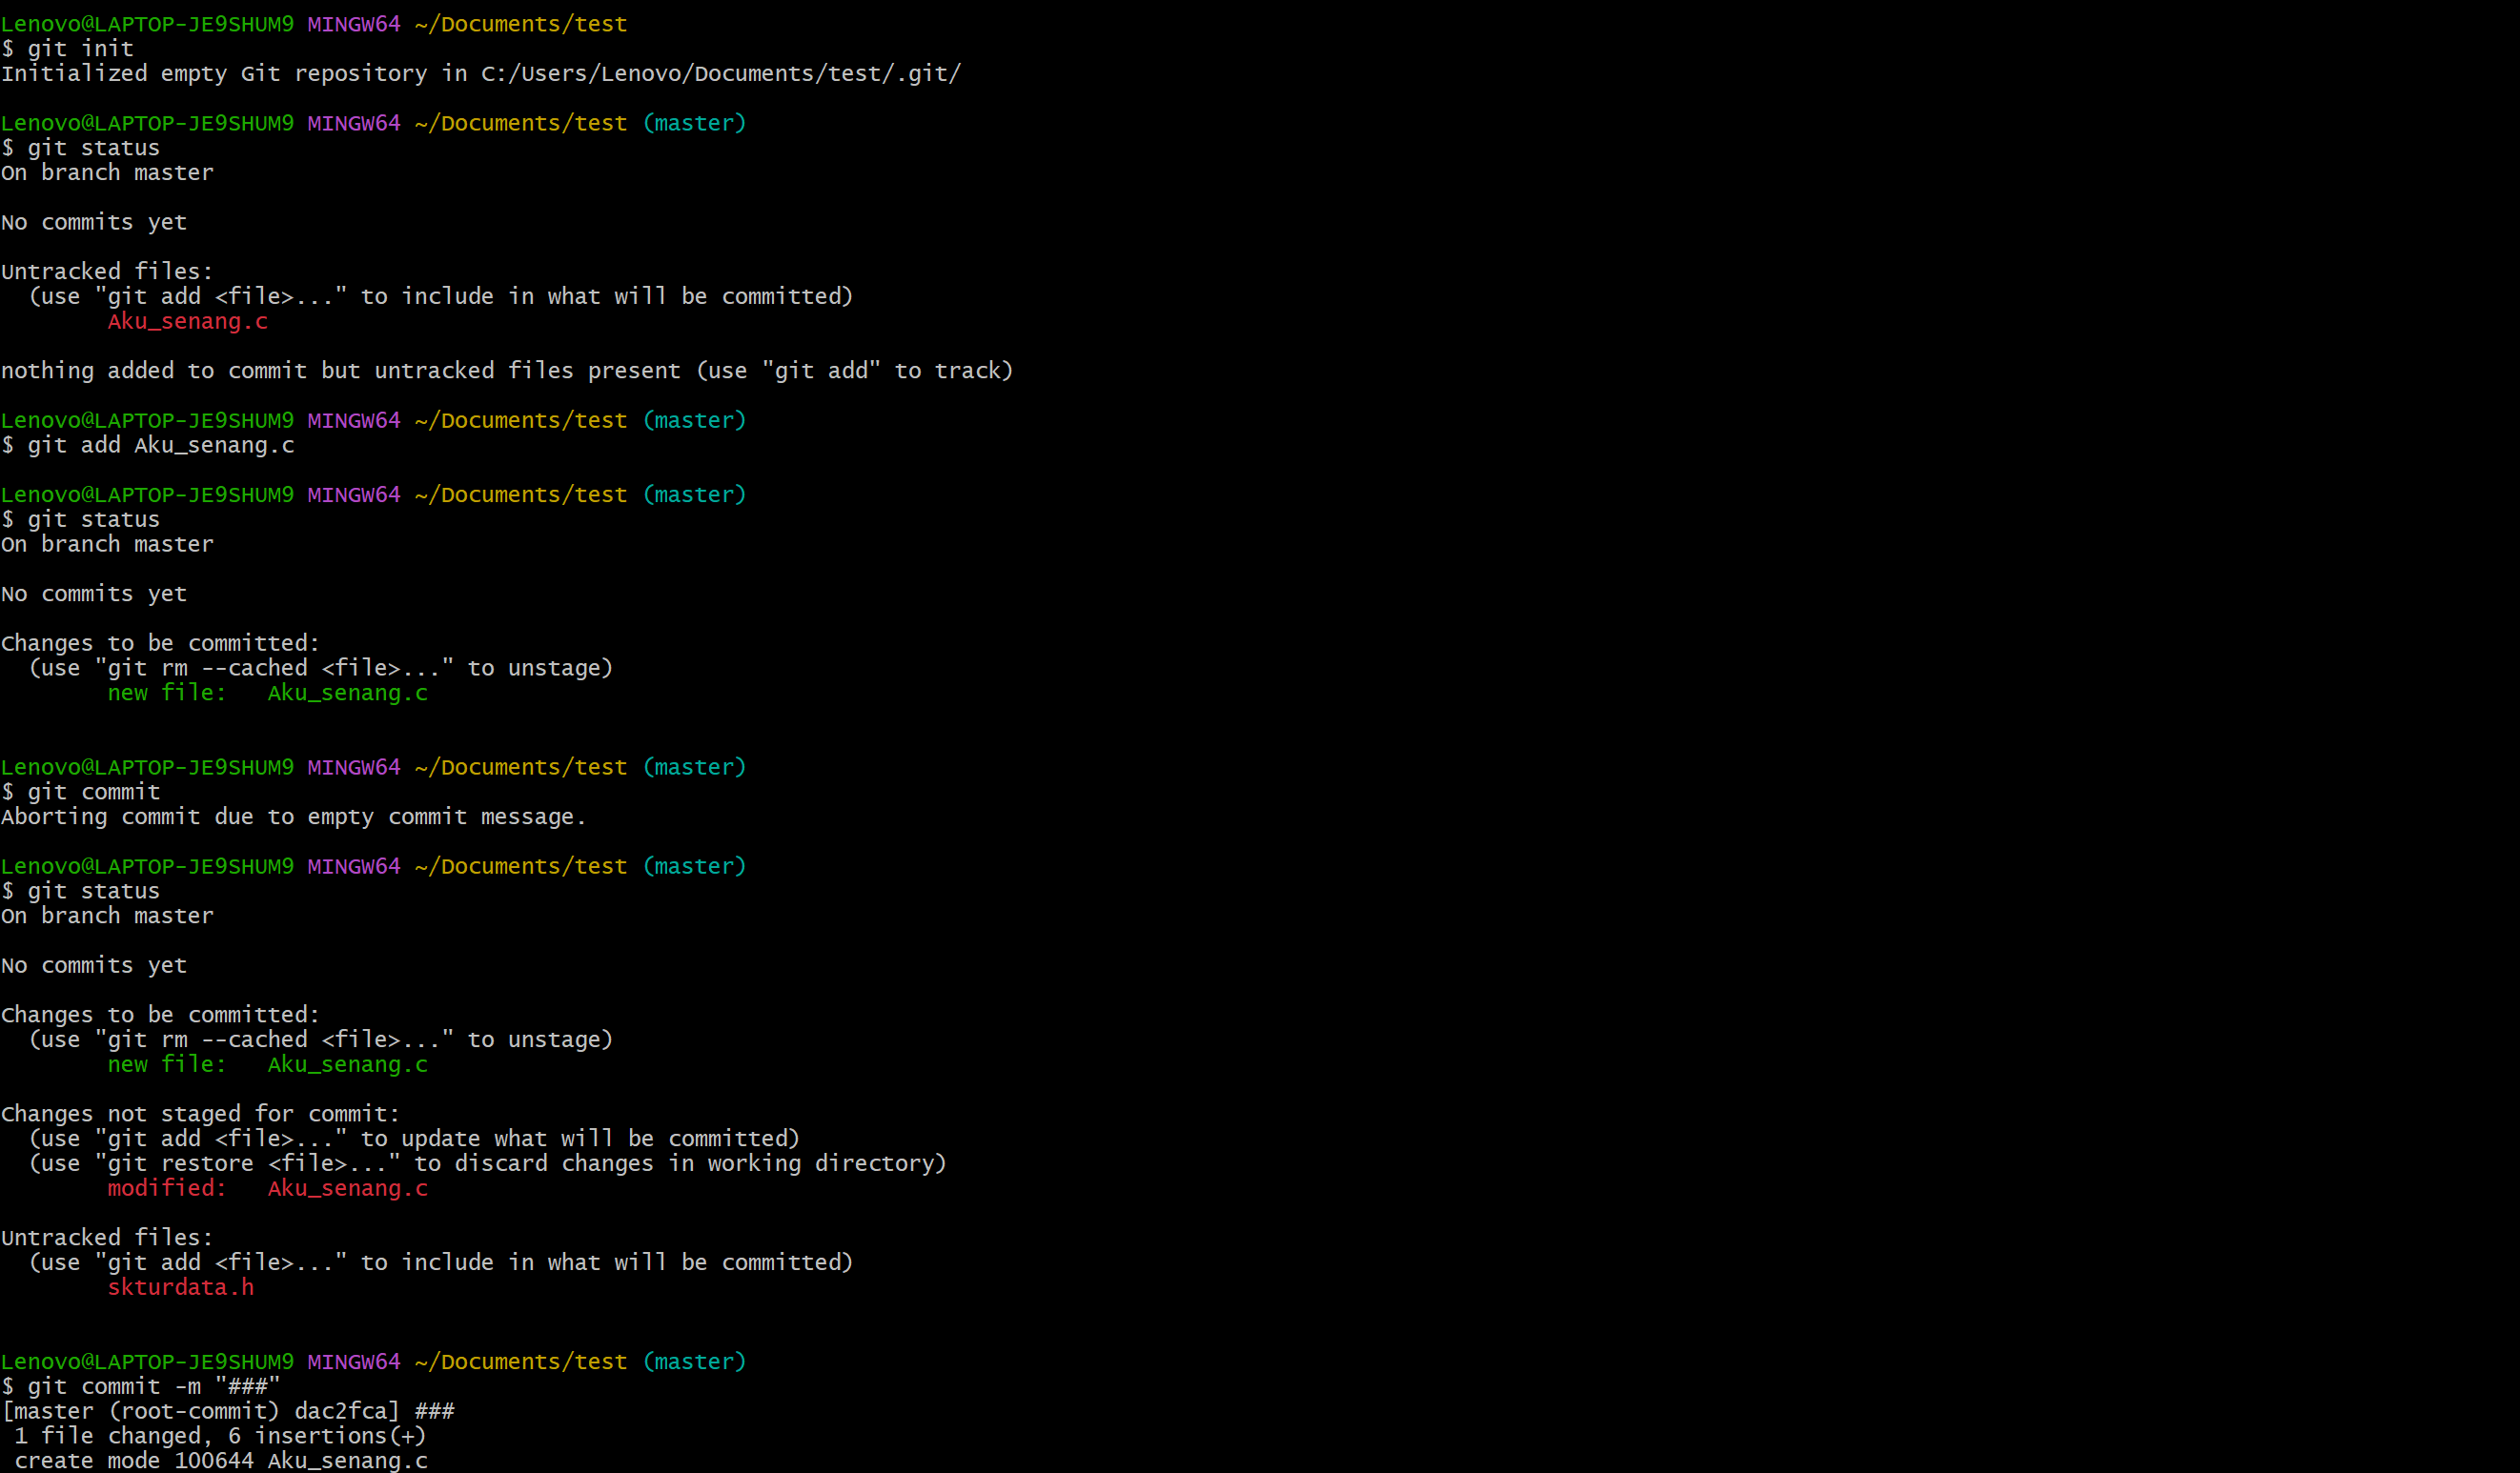 Lenovo@LAPTOP-JE9SHUM9 MINGW64 ~/Documents/test
$ git init
Initialized empty Git repository in C:/Users/Lenovo/Documents/test/.git/
Lenovo@LAPTOP-JE9SHUM9 MINGW64 ~/Documents/test (master)
$ git status
On branch master
No commits yet
Untracked files:
  (use "git add <file>..." to include in what will be committed)
        Aku_senang.c
nothing added to commit but untracked files present (use "git add" to track)
Lenovo@LAPTOP-JE9SHUM9 MINGW64 ~/Documents/test (master)
$ git add Aku_senang.c
Lenovo@LAPTOP-JE9SHUM9 MINGW64 ~/Documents/test (master)
$ git status
On branch master
No commits yet
Changes to be committed:
  (use "git rm --cached <file>..." to unstage)
        new file:   Aku_senang.c
Lenovo@LAPTOP-JE9SHUM9 MINGW64 ~/Documents/test (master)
$ git commit
Aborting commit due to empty commit message.
Lenovo@LAPTOP-JE9SHUM9 MINGW64 ~/Documents/test (master)
$ git status
On branch master
No commits yet
Changes to be committed:
  (use "git rm --cached <file>..." to unstage)
        new file:   Aku_senang.c
Changes not staged for commit:
  (use "git add <file>..." to update what will be committed)
  (use "git restore <file>..." to discard changes in working directory)
        modified:   Aku_senang.c
Untracked files:
  (use "git add <file>..." to include in what will be committed)
        skturdata.h
Lenovo@LAPTOP-JE9SHUM9 MINGW64 ~/Documents/test (master)
$ git commit -m "###"
[master (root-commit) dac2fca] ###
 1 file changed, 6 insertions(+)
 create mode 100644 Aku_senang.c